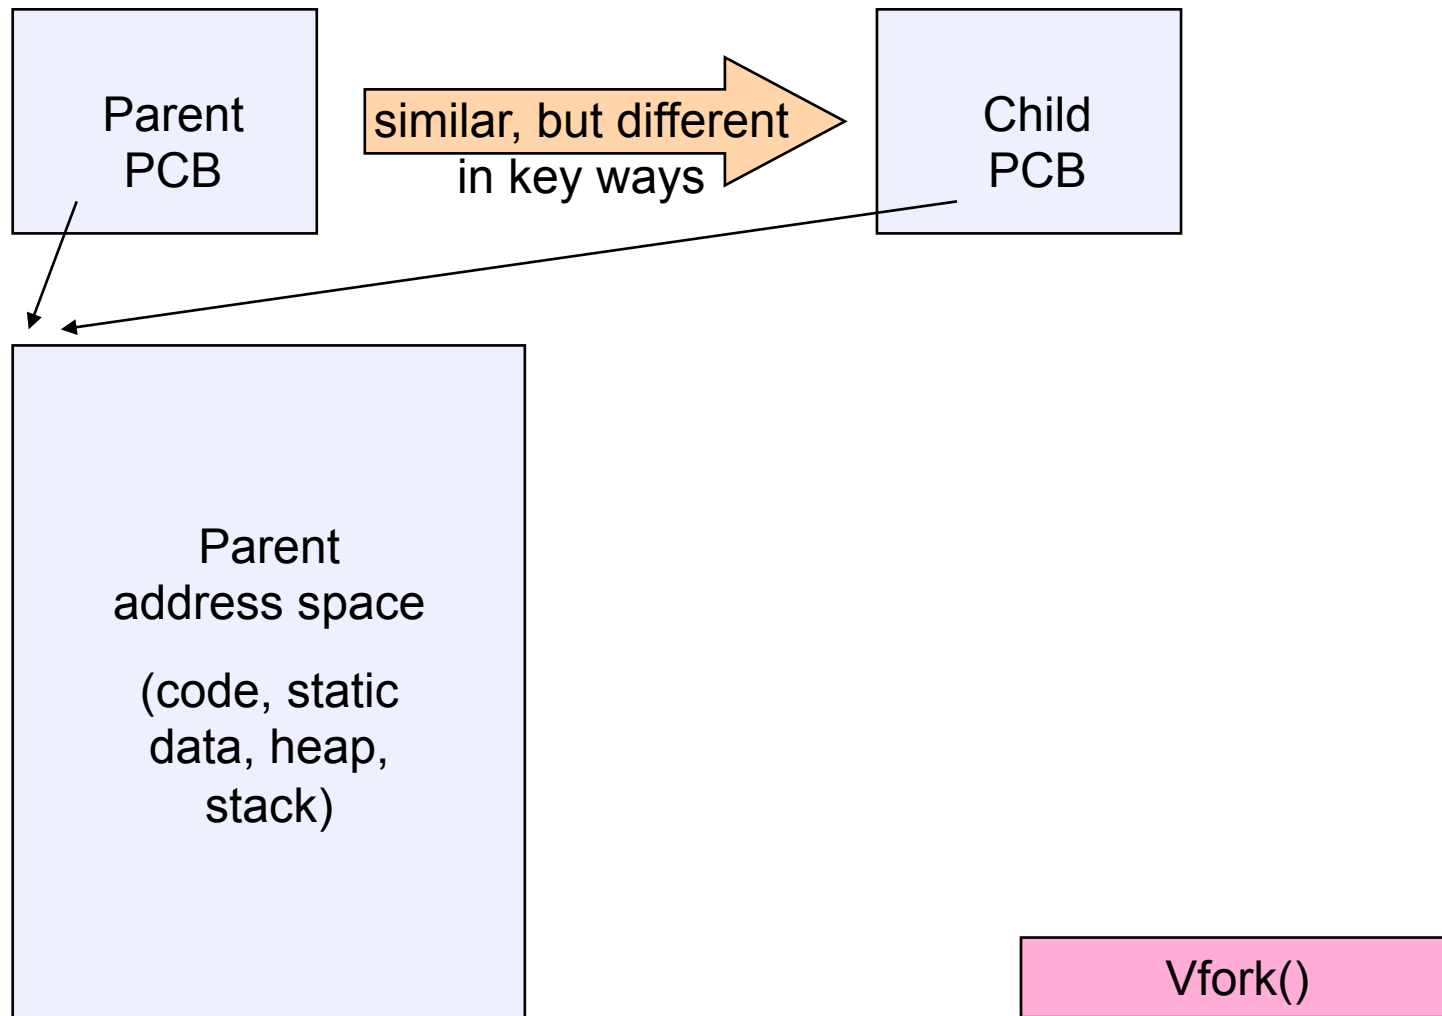 Parent
PCB
similar, but different
in key ways
Child
PCB
Parent
address space
(code, static
data, heap,
stack)
Vfork()